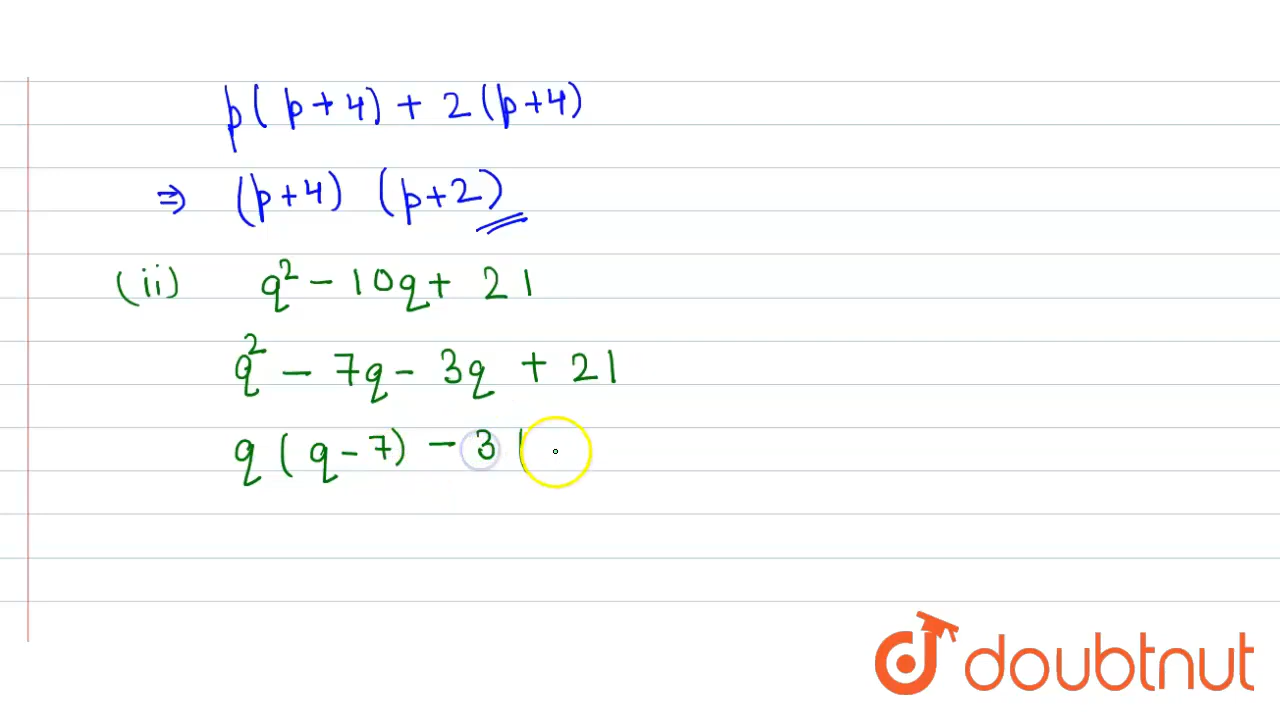 p(p+4)+2(p+4)
⇒ (p+4) (p+2)
(ii) q² - 10q + 21
q² - 7q - 3q + 21
q(q-7) - 3(
doubtnut